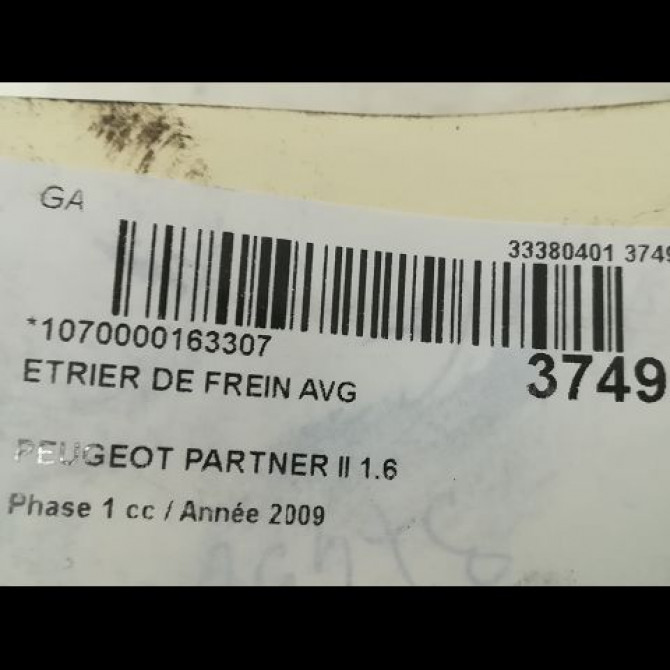 GA
33380401 3749
*1070000163307
ETRIER DE FREIN AVG
3749
PEUGEOT PARTNER II 1.6
Phase 1 cc / Année 2009